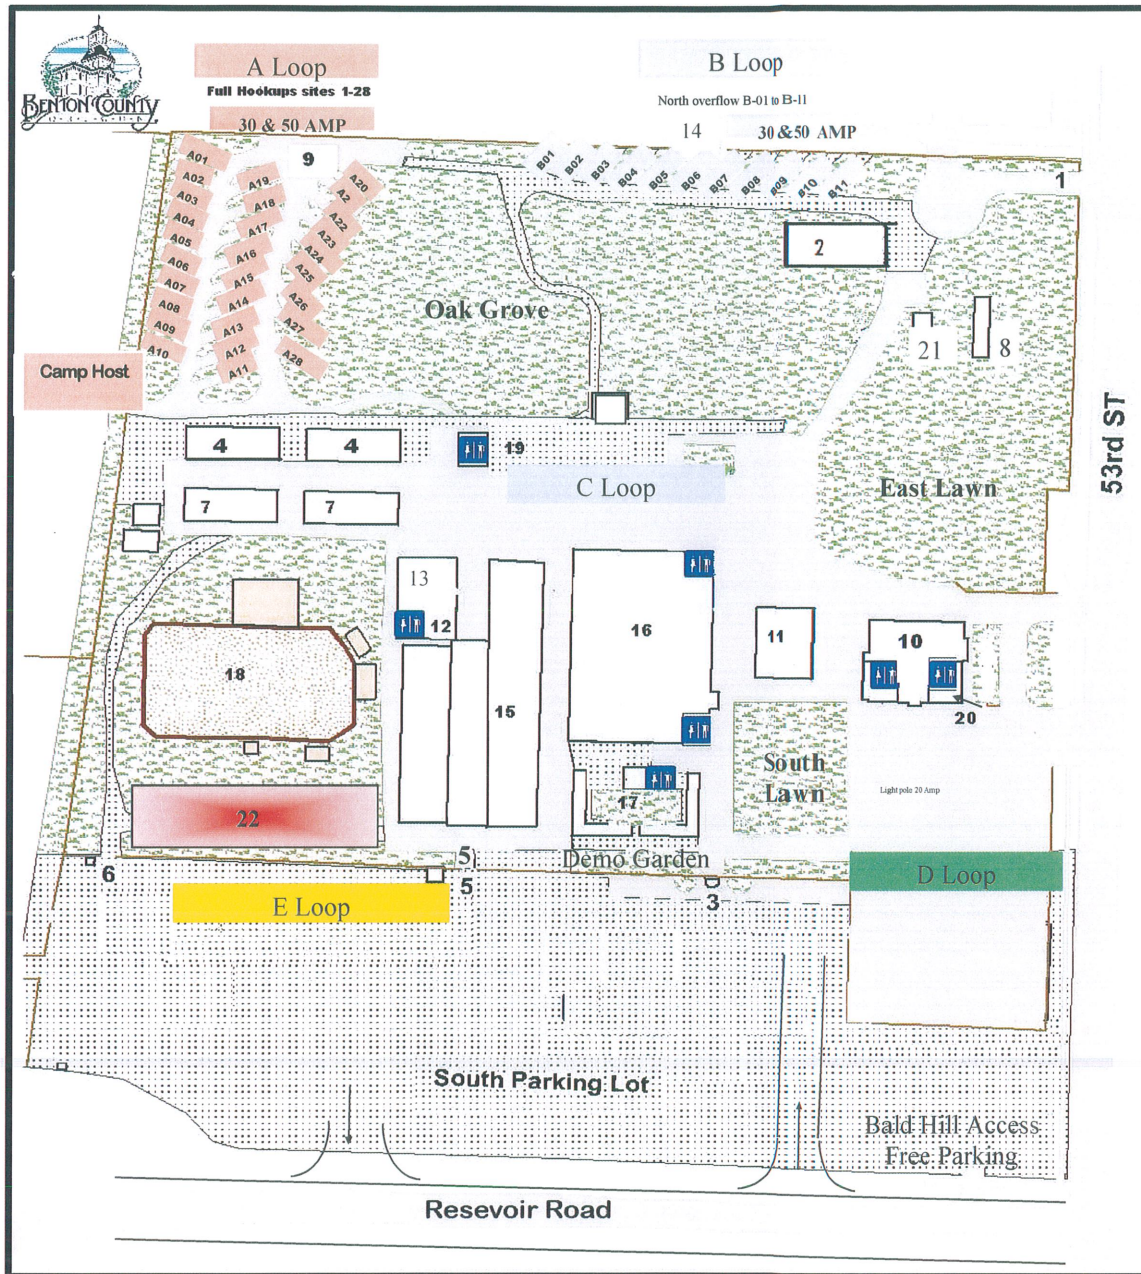 BENTON COUNTY
OREGON
A Loop
Full Hookups sites 1-28
30 & 50 AMP
B Loop
North overflow B-01 to B-11
14
30 &50 AMP
9
A01
A02
A03
A04
A05
A06
A07
A08
A09
A10
A19
A18
A17
A16
A15
A14
A13
A12
A11
A20
A2
A22
A23
A24
A25
A26
A27
A28
B01
B02
B03
B04
B05
B06
B07
B08
A09
A10
B11
1
2
Oak Grove
21
8
Camp Host
53rd ST
4
4
19
C Loop
East Lawn
7
7
13
12
16
11
10
18
15
20
South
Lawn
Light pole 20 Amp
17
22
5
Demo Garden
6
5
3
D Loop
E Loop
South Parking Lot
Bald Hill Access
Free Parking
Resevoir Road